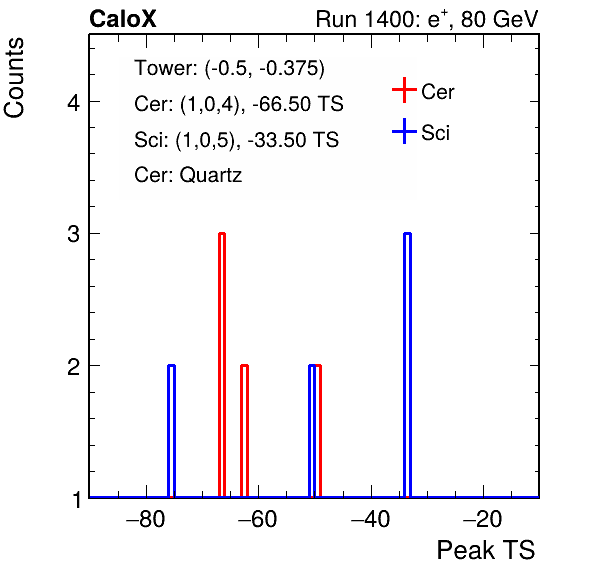 CaloX Run 1400: e⁺, 80 GeV
Counts
Tower: (-0.5, -0.375)
Cer: (1,0,4), -66.50 TS
Sci: (1,0,5), -33.50 TS
Cer: Quartz
Cer
Sci
4
3
2
1
−80 −60 −40 −20
Peak TS